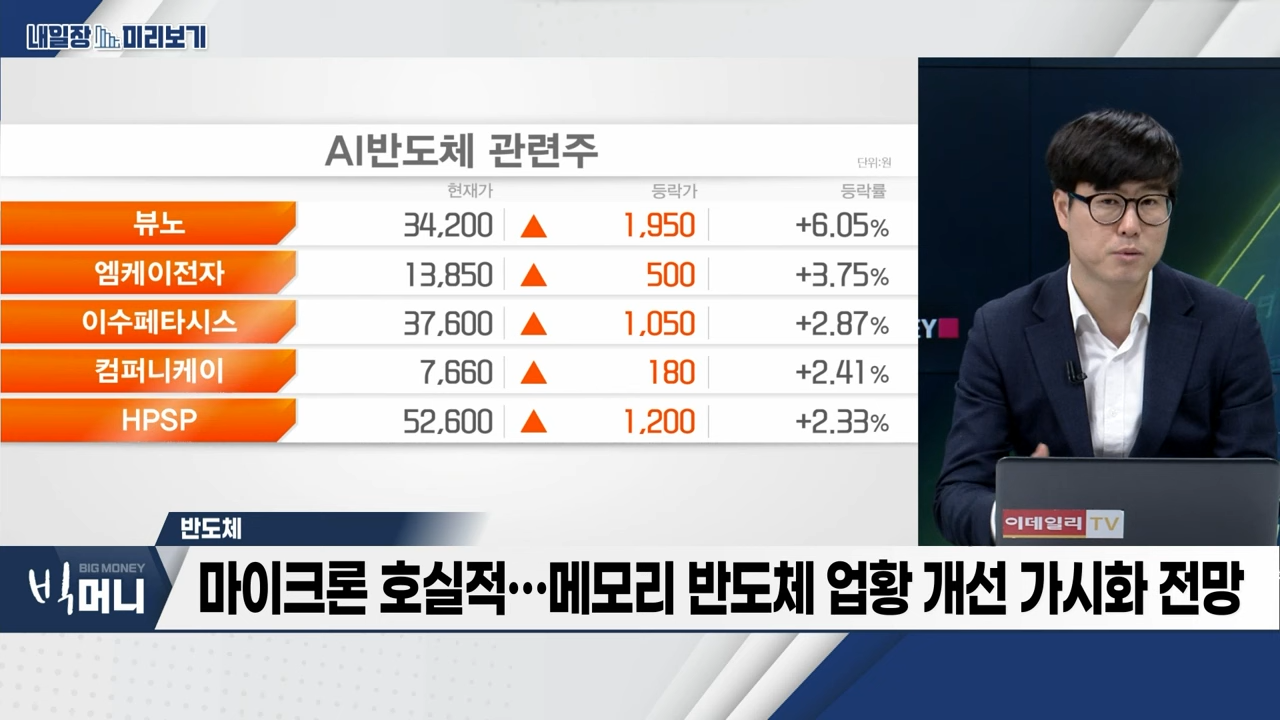 내일장 미리보기
AI반도체 관련주
단위:원
현재가 등락가 등락률
뷰노 34,200 ▲ 1,950 +6.05%
엠케이전자 13,850 ▲ 500 +3.75%
이수페타시스 37,600 ▲ 1,050 +2.87%
컴퍼니케이 7,660 ▲ 180 +2.41%
HPSP 52,600 ▲ 1,200 +2.33%
EY
이데일리 TV
반도체
BIG MONEY
빅머니
마이크론 호실적…메모리 반도체 업황 개선 가시화 전망